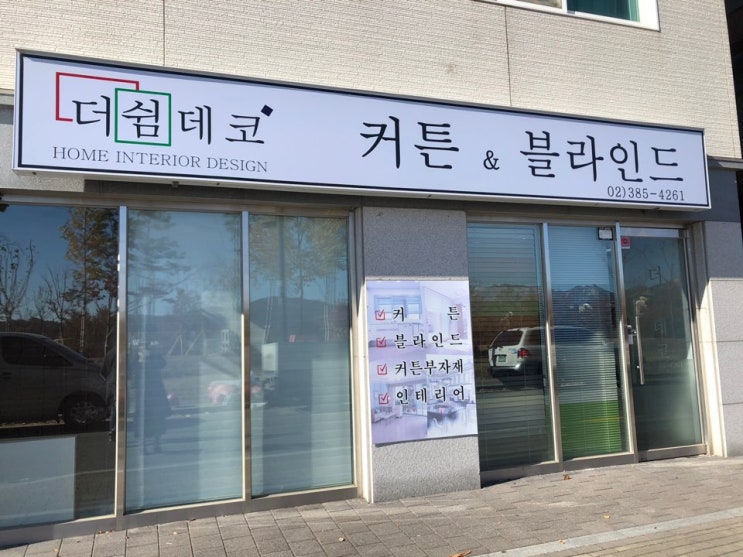 더쉼데코 커튼 & 블라인드
HOME INTERIOR DESIGN
02)385-4261
커튼
블라인드
커튼부자재
인테리어